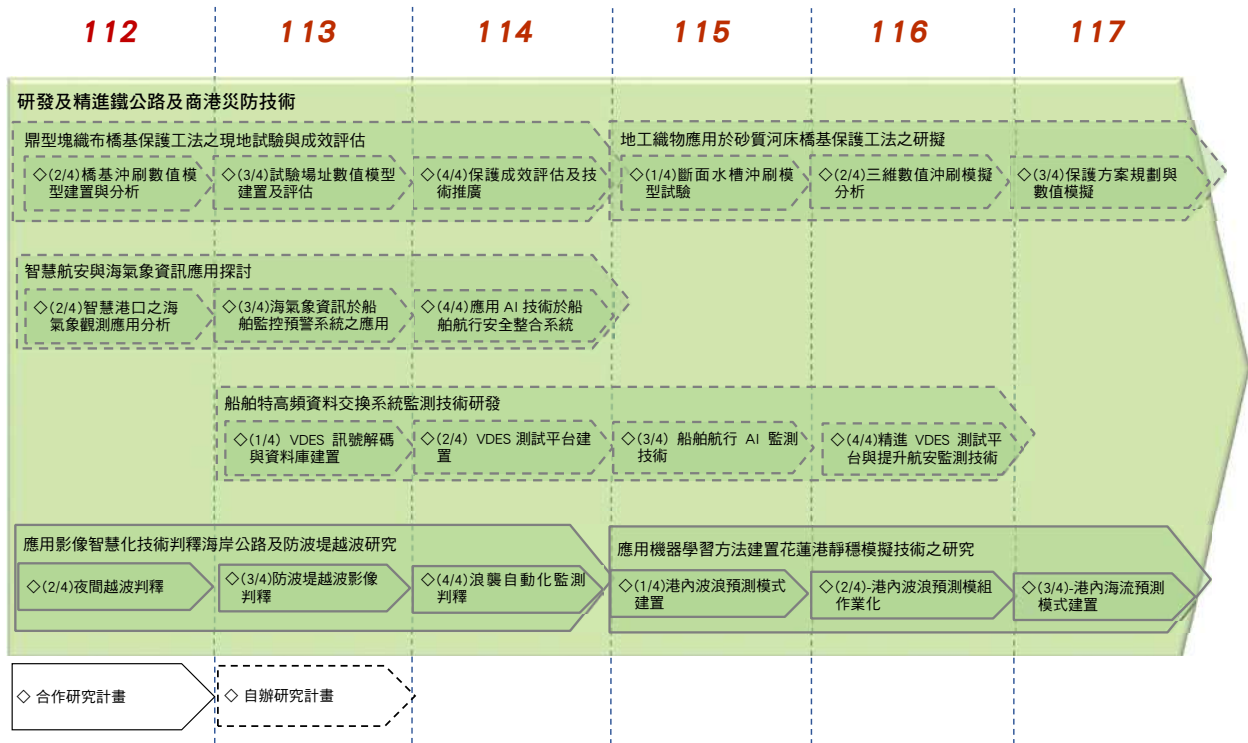 112 113 114 115 116 117
研發及精進鐵公路及商港災防技術
鼎型塊織布橋基保護工法之現地試驗與成效評估
◇(2/4)橋基沖刷數值模
型建置與分析
◇(3/4)試驗場址數值模型
建置及評估
◇(4/4)保護成效評估及技
術推廣
地工織物應用於砂質河床橋基保護工法之研擬
◇(1/4)斷面水槽沖刷模
型試驗
◇(2/4)三維數值沖刷模擬
分析
◇(3/4)保護方案規劃與
數值模擬
智慧航安與海氣象資訊應用探討
◇(2/4)智慧港口之海
氣象觀測應用分析
◇(3/4)海氣象資訊於船
舶監控預警系統之應用
◇(4/4)應用 AI 技術於船
舶航行安全整合系統
船舶特高頻資料交換系統監測技術研發
◇(1/4) VDES 訊號解碼
與資料庫建置
◇(2/4) VDES 測試平台建
置
◇(3/4) 船舶航行 AI 監測
技術
◇(4/4)精進 VDES 測試平
台與提升航安監測技術
應用影像智慧化技術判釋海岸公路及防波堤越波研究
◇(2/4)夜間越波判釋
◇(3/4)防波堤越波影像
判釋
◇(4/4)浪襲自動化監測
判釋
應用機器學習方法建置花蓮港靜穩模擬技術之研究
◇(1/4)港內波浪預測模式
建置
◇(2/4)-港內波浪預測模組
作業化
◇(3/4)-港內海流預測
模式建置
◇ 合作研究計畫
◇ 自辦研究計畫